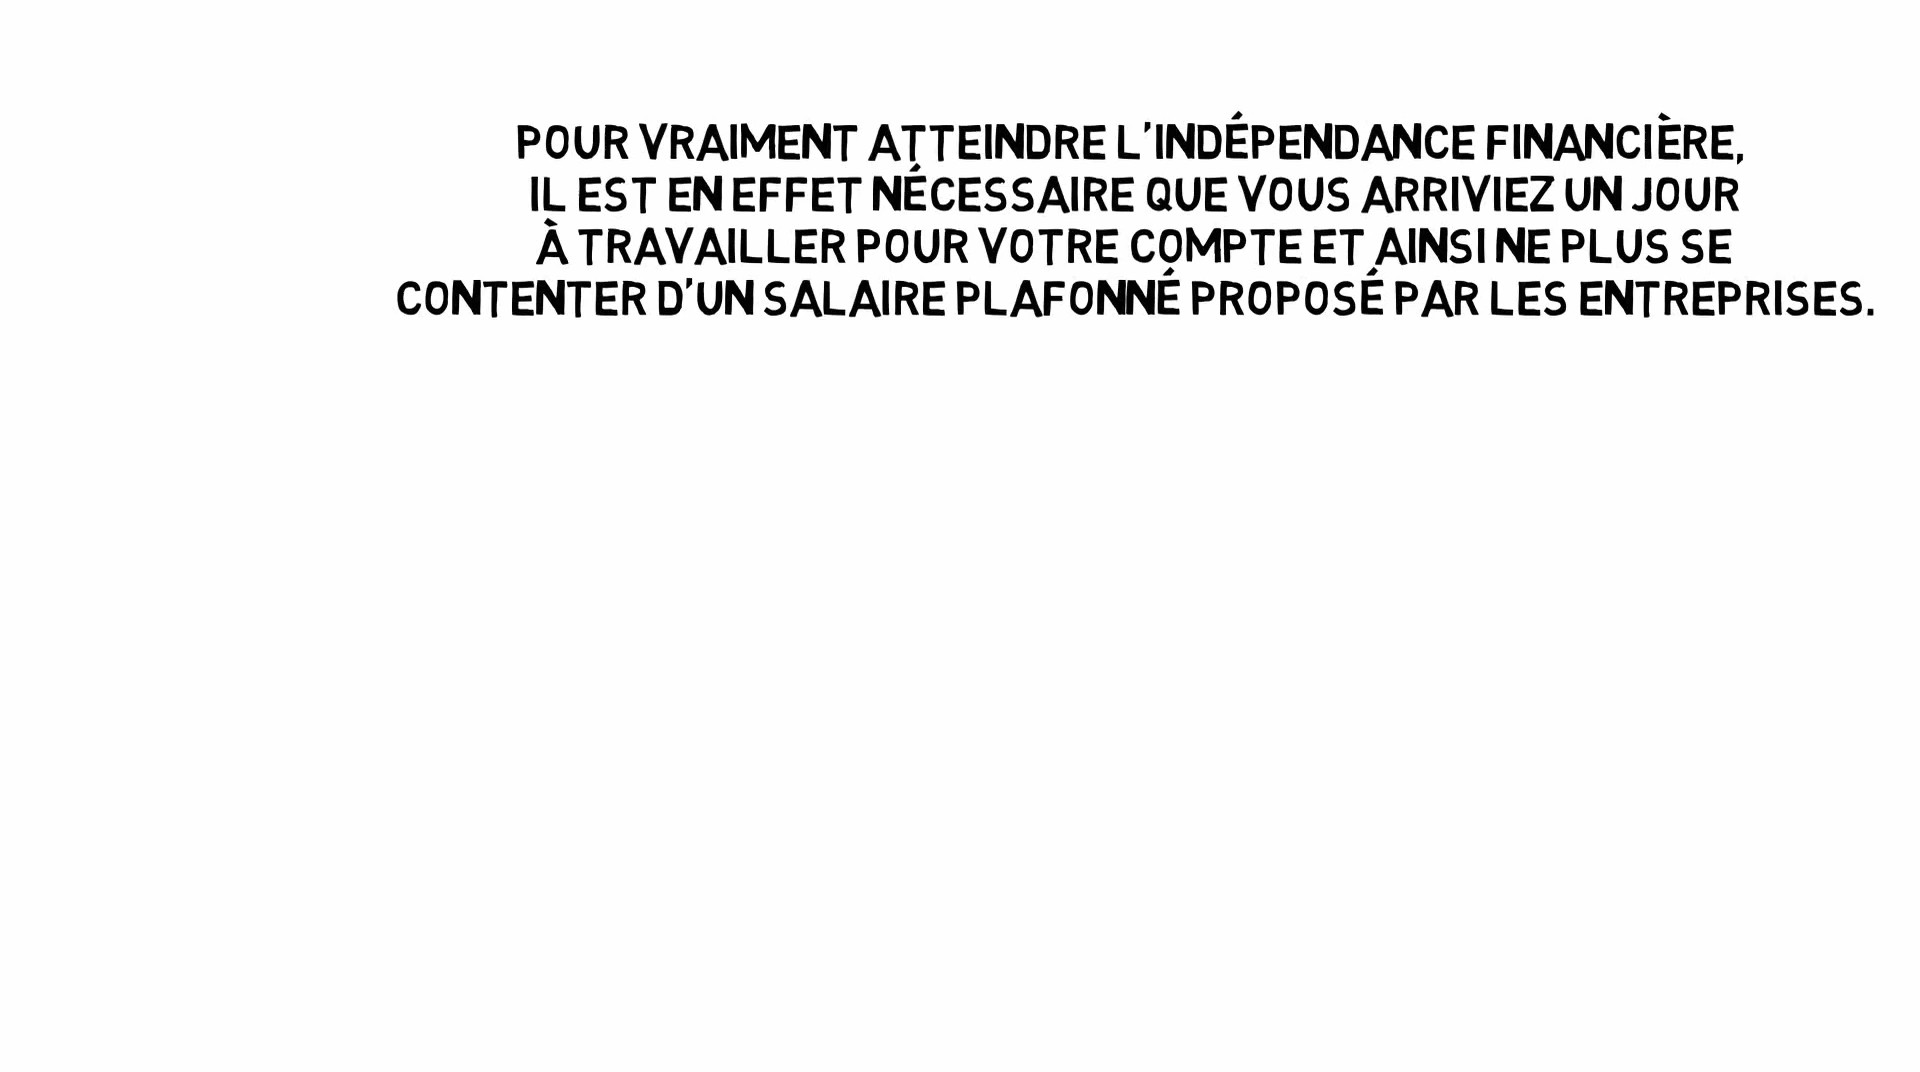 POUR VRAIMENT ATTEINDRE L'INDÉPENDANCE FINANCIÈRE,
IL EST EN EFFET NÉCESSAIRE QUE VOUS ARRIVIEZ UN JOUR
À TRAVAILLER POUR VOTRE COMPTE ET AINSI NE PLUS SE
CONTENTER D'UN SALAIRE PLAFONNÉ PROPOSÉ PAR LES ENTREPRISES.